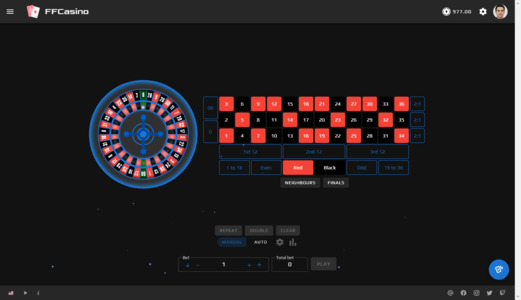 FFCasino
977.00
3 6 9 12 15 18 21 24 27 30 33 36 2:1
00
2 5 8 11 14 17 20 23 26 29 32 35 2:1
0
1 4 7 10 13 16 19 22 25 28 31 34 2:1
1st 12 2nd 12 3rd 12
1 to 18 Even Red Black Odd 19 to 36
NEIGHBOURS FINALS
REPEAT DOUBLE CLEAR
MANUAL AUTO
Bet Total bet
1 0 PLAY